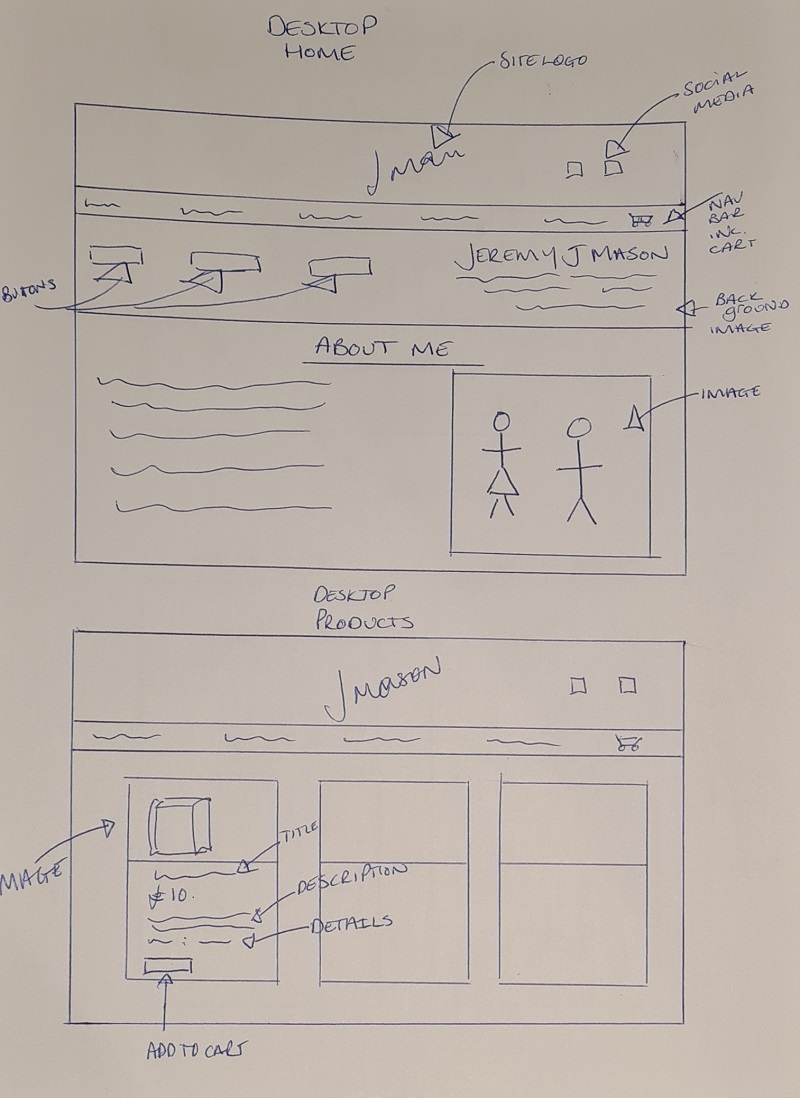 DESKTOP
HOME
SITE LOGO
SOCIAL
MEDIA
J Mason
NAV
BAR
INC.
CART
BUTONS
JEREMY J MASON
BACK
GROUND
IMAGE
ABOUT ME
IMAGE
DESKTOP
PRODUCTS
J Mason
TITLE
MAGE
£10.
DESCRIPTION
DETAILS
ADD TO CART